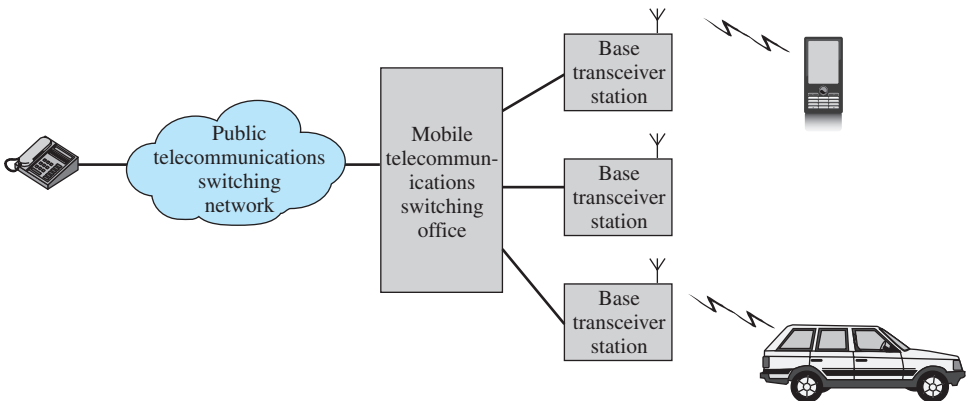 Public
telecommunications
switching
network
Mobile
telecommun-
ications
switching
office
Base
transceiver
station
Base
transceiver
station
Base
transceiver
station